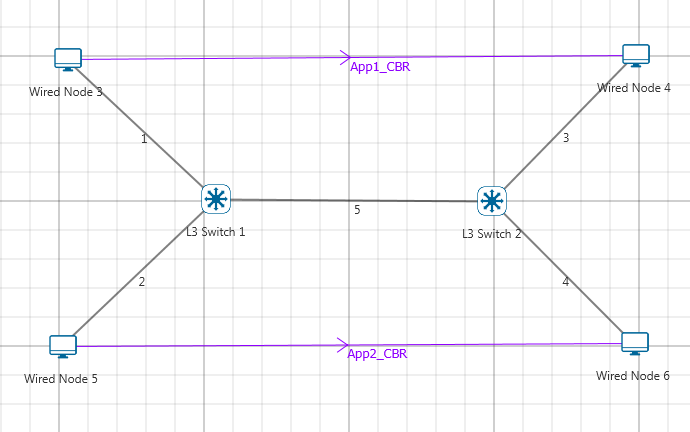 App1_CBR
Wired Node 3
Wired Node 4
1
3
5
L3 Switch 1
L3 Switch 2
2
4
App2_CBR
Wired Node 5
Wired Node 6